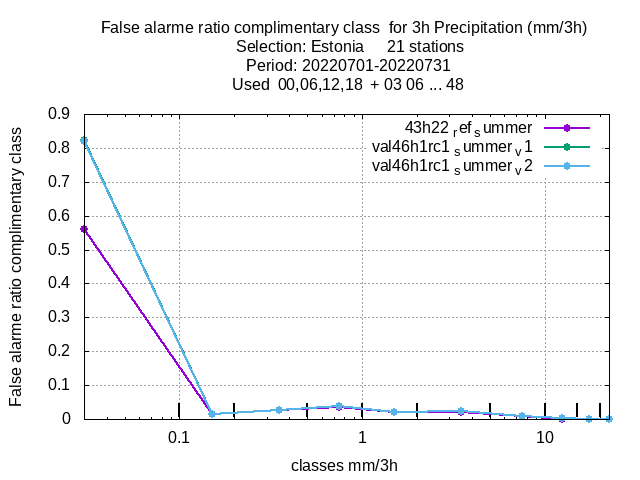 False alarme ratio complimentary class  for 3h Precipitation (mm/3h)
Selection: Estonia     21 stations
Period: 20220701-20220731
Used  00,06,12,18  + 03 06 ... 48
43h22 ref summer
val46h1rc1 summer v1
val46h1rc1 summer v2
False alarme ratio complimentary class
0.9
0.8
0.7
0.6
0.5
0.4
0.3
0.2
0.1
0
0.1 1 10
classes mm/3h